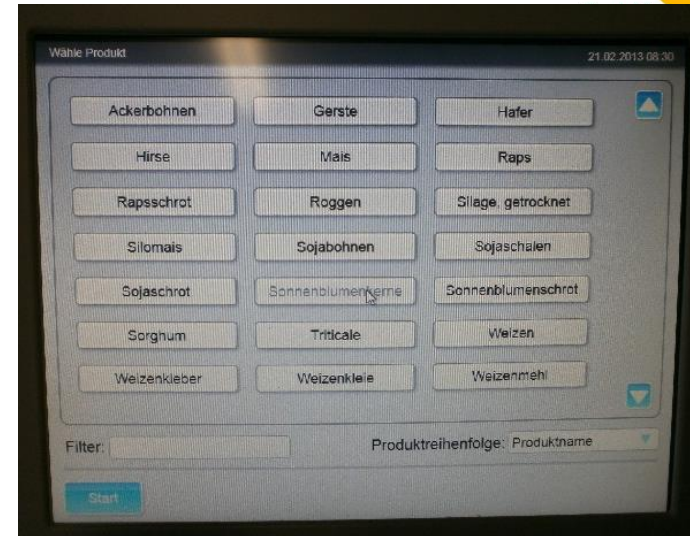 Wähle Produkt 21.02.2013 08:30
Ackerbohnen Gerste Hafer
Hirse Mais Raps
Rapsschrot Roggen Silage, getrocknet
Silomais Sojabohnen Sojaschalen
Sojaschrot Sonnenblumenkerne Sonnenblumenschrot
Sorghum Triticale Weizen
Weizenkleber Weizenkleie Weizenmehl
Filter: Produktreihenfolge: Produktname
Start